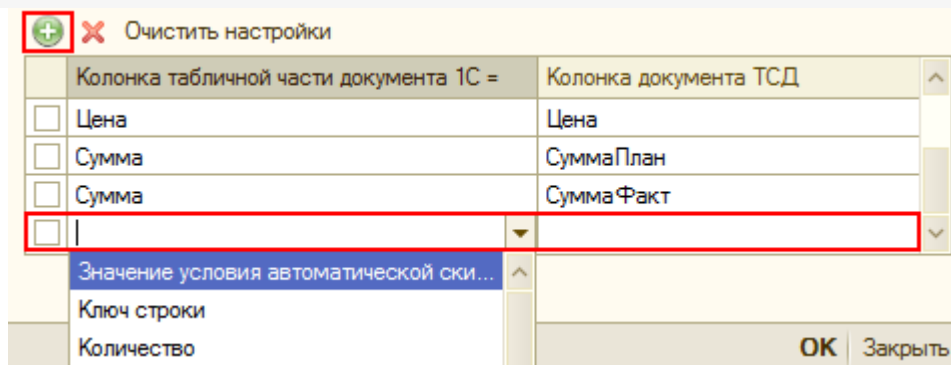 Очистить настройки
Колонка табличной части документа 1С = Колонка документа ТСД
Цена Цена
Сумма СуммаПлан
Сумма СуммаФакт
Значение условия автоматической ски...
Ключ строки
Количество
ОК Закрыть